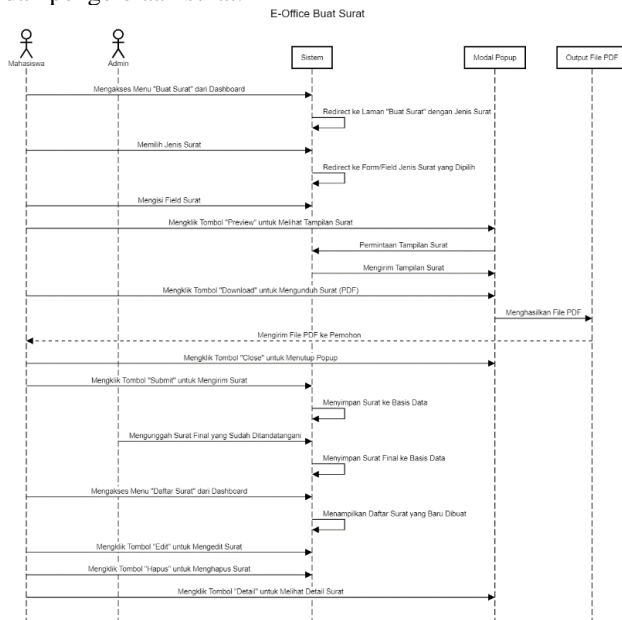 E-Office Buat Surat
Mahasiswa
Admin
Sistem
Modal Popup
Output File PDF
Mengakses Menu "Buat Surat" dari Dashboard
Redirect ke Laman "Buat Surat" dengan Jenis Surat
Memilih Jenis Surat
Redirect ke Form/Field Jenis Surat yang Dipilih
Mengisi Field Surat
Mengklik Tombol "Preview" untuk Melihat Tampilan Surat
Permintaan Tampilan Surat
Mengirim Tampilan Surat
Mengklik Tombol "Download" untuk Mengunduh Surat (PDF)
Menghasilkan File PDF
Mengirim File PDF ke Pemohon
Mengklik Tombol "Close" untuk Menutup Popup
Mengklik Tombol "Submit" untuk Mengirim Surat
Menyimpan Surat ke Basis Data
Mengunggah Surat Final yang Sudah Ditandatangani
Menyimpan Surat Final ke Basis Data
Mengakses Menu "Daftar Surat" dari Dashboard
Menampilkan Daftar Surat yang Baru Dibuat
Mengklik Tombol "Edit" untuk Mengedit Surat
Mengklik Tombol "Hapus" untuk Menghapus Surat
Mengklik Tombol "Detail" untuk Melihat Detail Surat